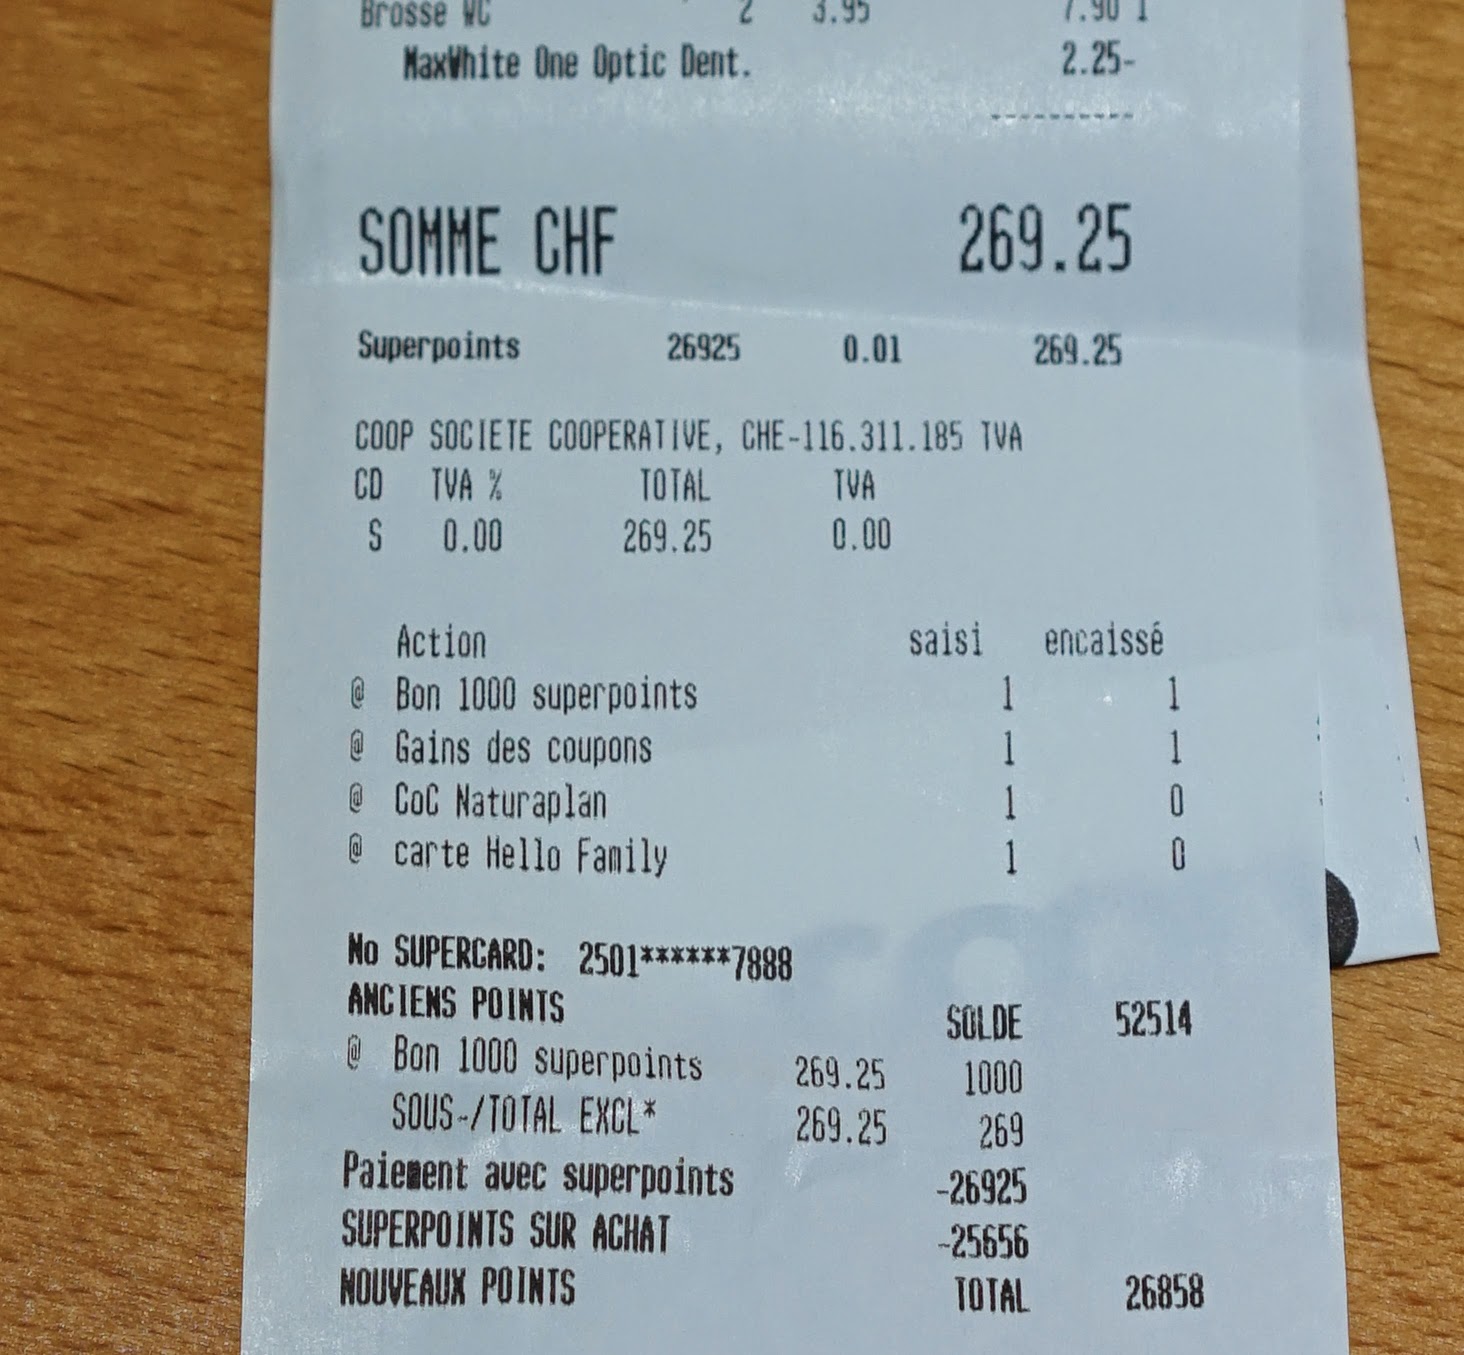 Brosse WC 2 3.95 7.90 1
MaxWhite One Optic Dent. 2.25-
----------
SOMME CHF 269.25
Superpoints 26925 0.01 269.25
COOP SOCIETE COOPERATIVE, CHE-116.311.185 TVA
CD TVA % TOTAL TVA
S 0.00 269.25 0.00
Action saisi encaissé
@ Bon 1000 superpoints 1 1
@ Gains des coupons 1 1
@ CoC Naturaplan 1 0
@ carte Hello Family 1 0
No SUPERCARD: 2501******7888
ANCIENS POINTS SOLDE 52514
@ Bon 1000 superpoints 269.25 1000
SOUS-/TOTAL EXCL* 269.25 269
Paiement avec superpoints -26925
SUPERPOINTS SUR ACHAT -25656
NOUVEAUX POINTS TOTAL 26858